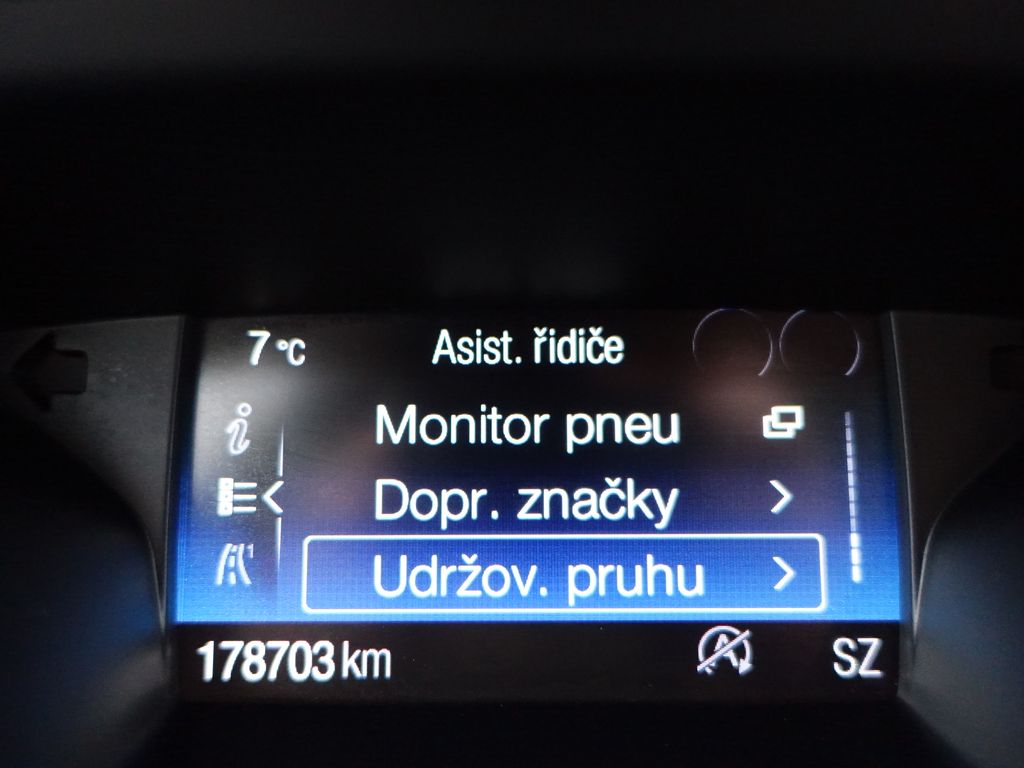 7 °C Asist. řidiče
Monitor pneu
Dopr. značky
Udržov. pruhu
178703 km SZ